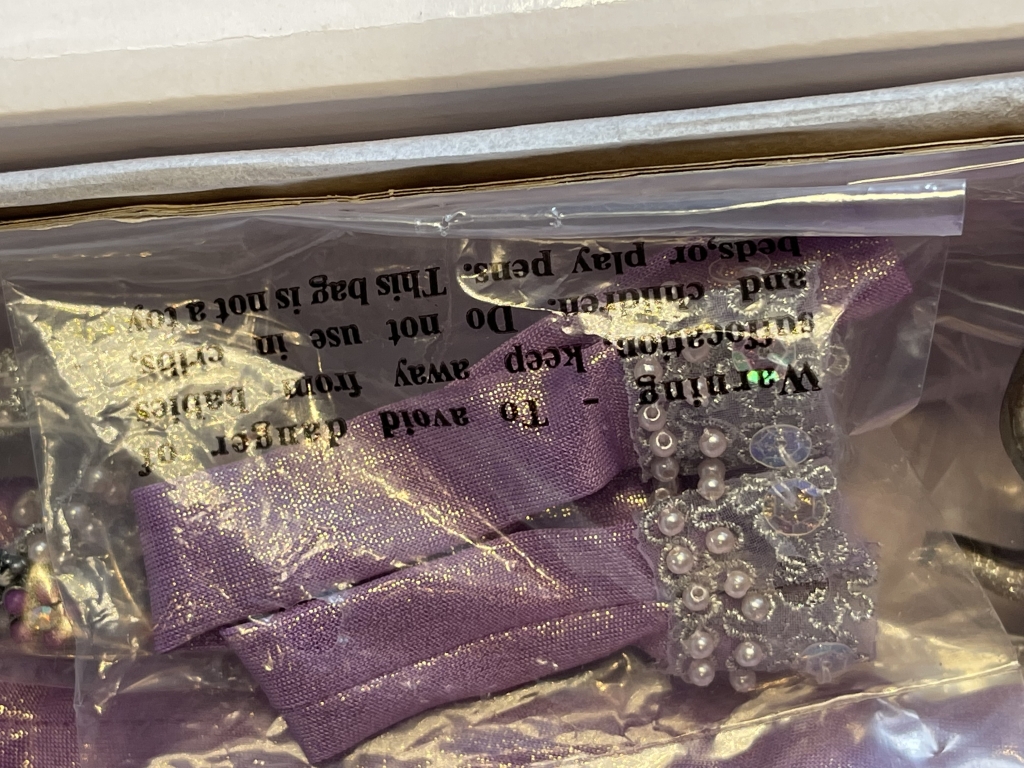 Warning - To avoid danger of
suffocation, keep away from babies
and children. Do not use in cribs,
beds,or play pens. This bag is not a toy